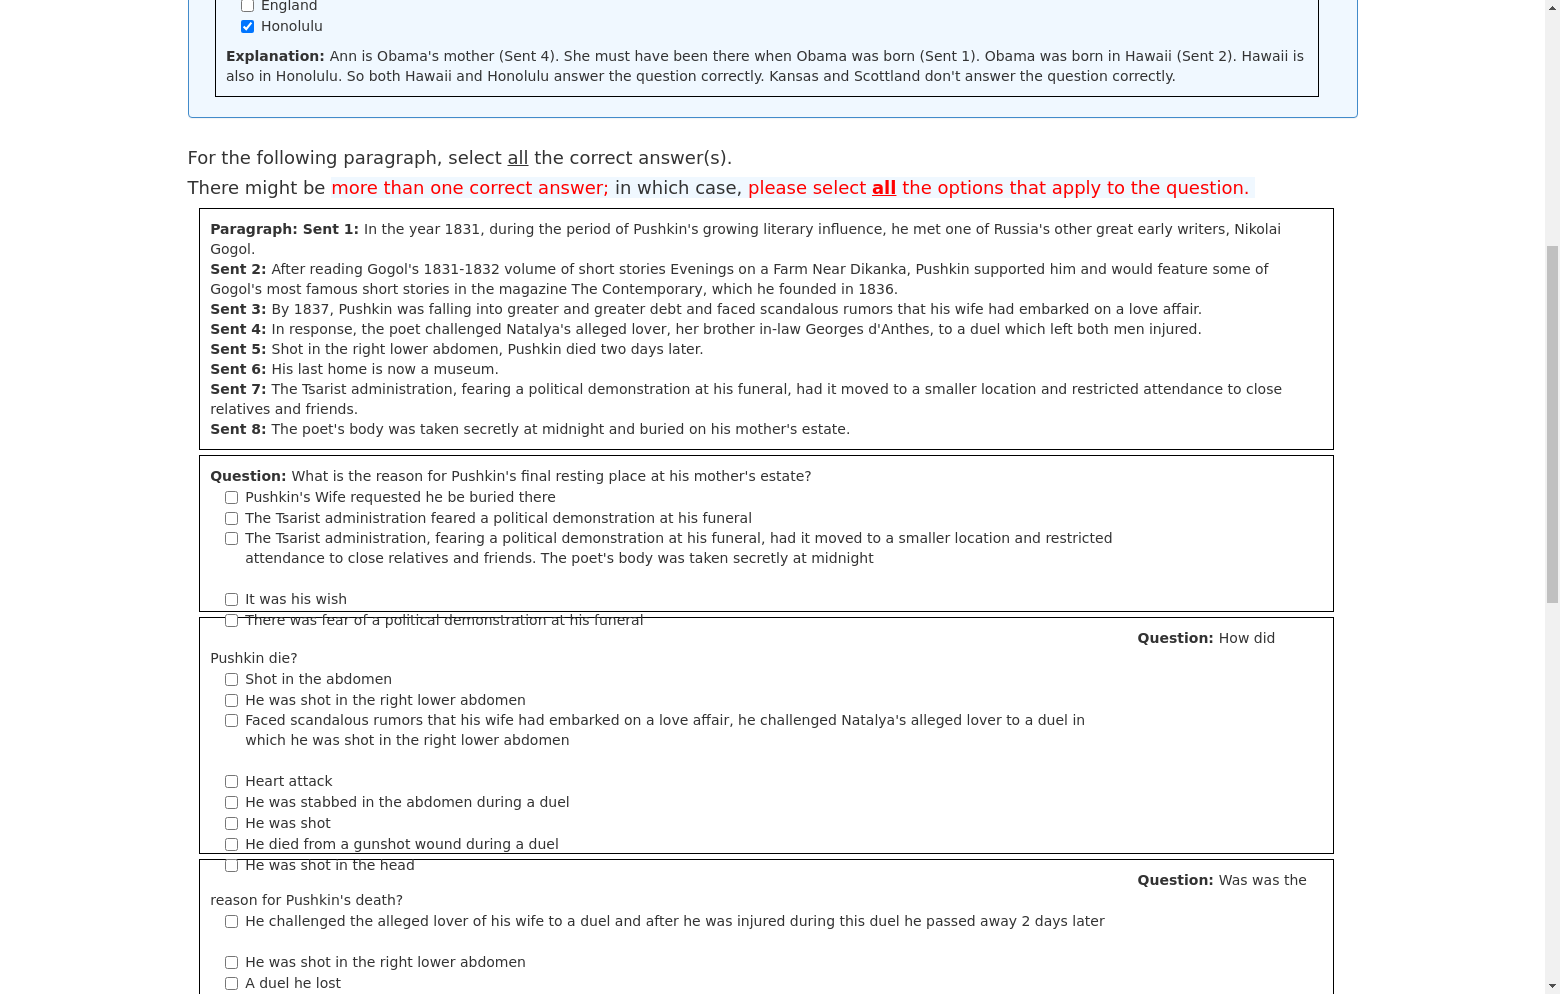 England
Honolulu
Explanation: Ann is Obama's mother (Sent 4). She must have been there when Obama was born (Sent 1). Obama was born in Hawaii (Sent 2). Hawaii is
also in Honolulu. So both Hawaii and Honolulu answer the question correctly. Kansas and Scottland don't answer the question correctly.
For the following paragraph, select all the correct answer(s).
There might be more than one correct answer; in which case, please select all the options that apply to the question.
Paragraph: Sent 1: In the year 1831, during the period of Pushkin's growing literary influence, he met one of Russia's other great early writers, Nikolai
Gogol.
Sent 2: After reading Gogol's 1831-1832 volume of short stories Evenings on a Farm Near Dikanka, Pushkin supported him and would feature some of
Gogol's most famous short stories in the magazine The Contemporary, which he founded in 1836.
Sent 3: By 1837, Pushkin was falling into greater and greater debt and faced scandalous rumors that his wife had embarked on a love affair.
Sent 4: In response, the poet challenged Natalya's alleged lover, her brother in-law Georges d'Anthes, to a duel which left both men injured.
Sent 5: Shot in the right lower abdomen, Pushkin died two days later.
Sent 6: His last home is now a museum.
Sent 7: The Tsarist administration, fearing a political demonstration at his funeral, had it moved to a smaller location and restricted attendance to close
relatives and friends.
Sent 8: The poet's body was taken secretly at midnight and buried on his mother's estate.
Question: What is the reason for Pushkin's final resting place at his mother's estate?
Pushkin's Wife requested he be buried there
The Tsarist administration feared a political demonstration at his funeral
The Tsarist administration, fearing a political demonstration at his funeral, had it moved to a smaller location and restricted
attendance to close relatives and friends. The poet's body was taken secretly at midnight
It was his wish
There was fear of a political demonstration at his funeral
Question: How did
Pushkin die?
Shot in the abdomen
He was shot in the right lower abdomen
Faced scandalous rumors that his wife had embarked on a love affair, he challenged Natalya's alleged lover to a duel in
which he was shot in the right lower abdomen
Heart attack
He was stabbed in the abdomen during a duel
He was shot
He died from a gunshot wound during a duel
He was shot in the head
Question: Was was the
reason for Pushkin's death?
He challenged the alleged lover of his wife to a duel and after he was injured during this duel he passed away 2 days later
He was shot in the right lower abdomen
A duel he lost